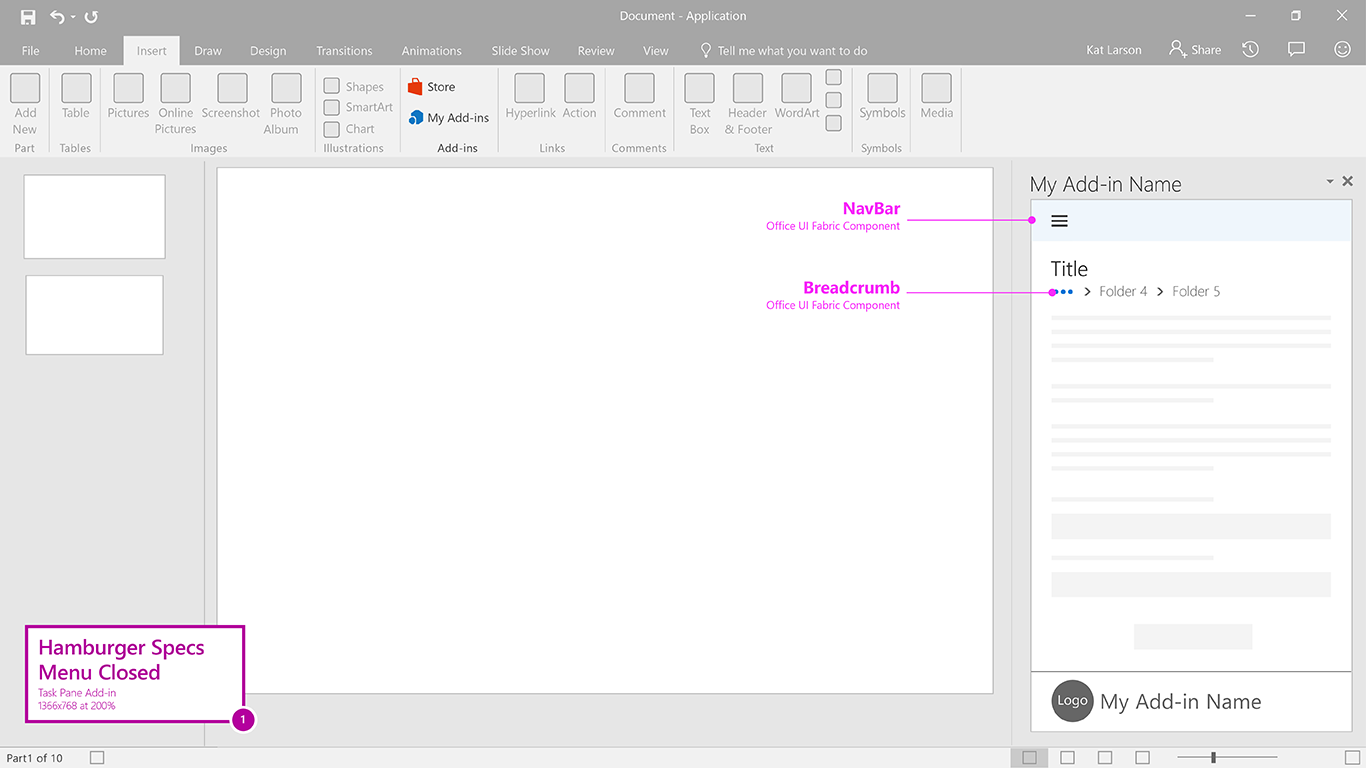 Document - Application
File Home Insert Draw Design Transitions Animations Slide Show Review View Tell me what you want to do Kat Larson Share
Add New
Table
Pictures
Online Pictures
Screenshot
Photo Album
Shapes
SmartArt
Chart
Store
My Add-ins
Hyperlink
Action
Comment
Text Box
Header & Footer
WordArt
Symbols
Media
Part Tables Images Illustrations Add-ins Links Comments Text Symbols
My Add-in Name
NavBar
Office UI Fabric Component
Title
Breadcrumb
Office UI Fabric Component
Folder 4 > Folder 5
Hamburger Specs
Menu Closed
Task Pane Add-in
1366x768 at 200%
1
Logo My Add-in Name
Part1 of 10